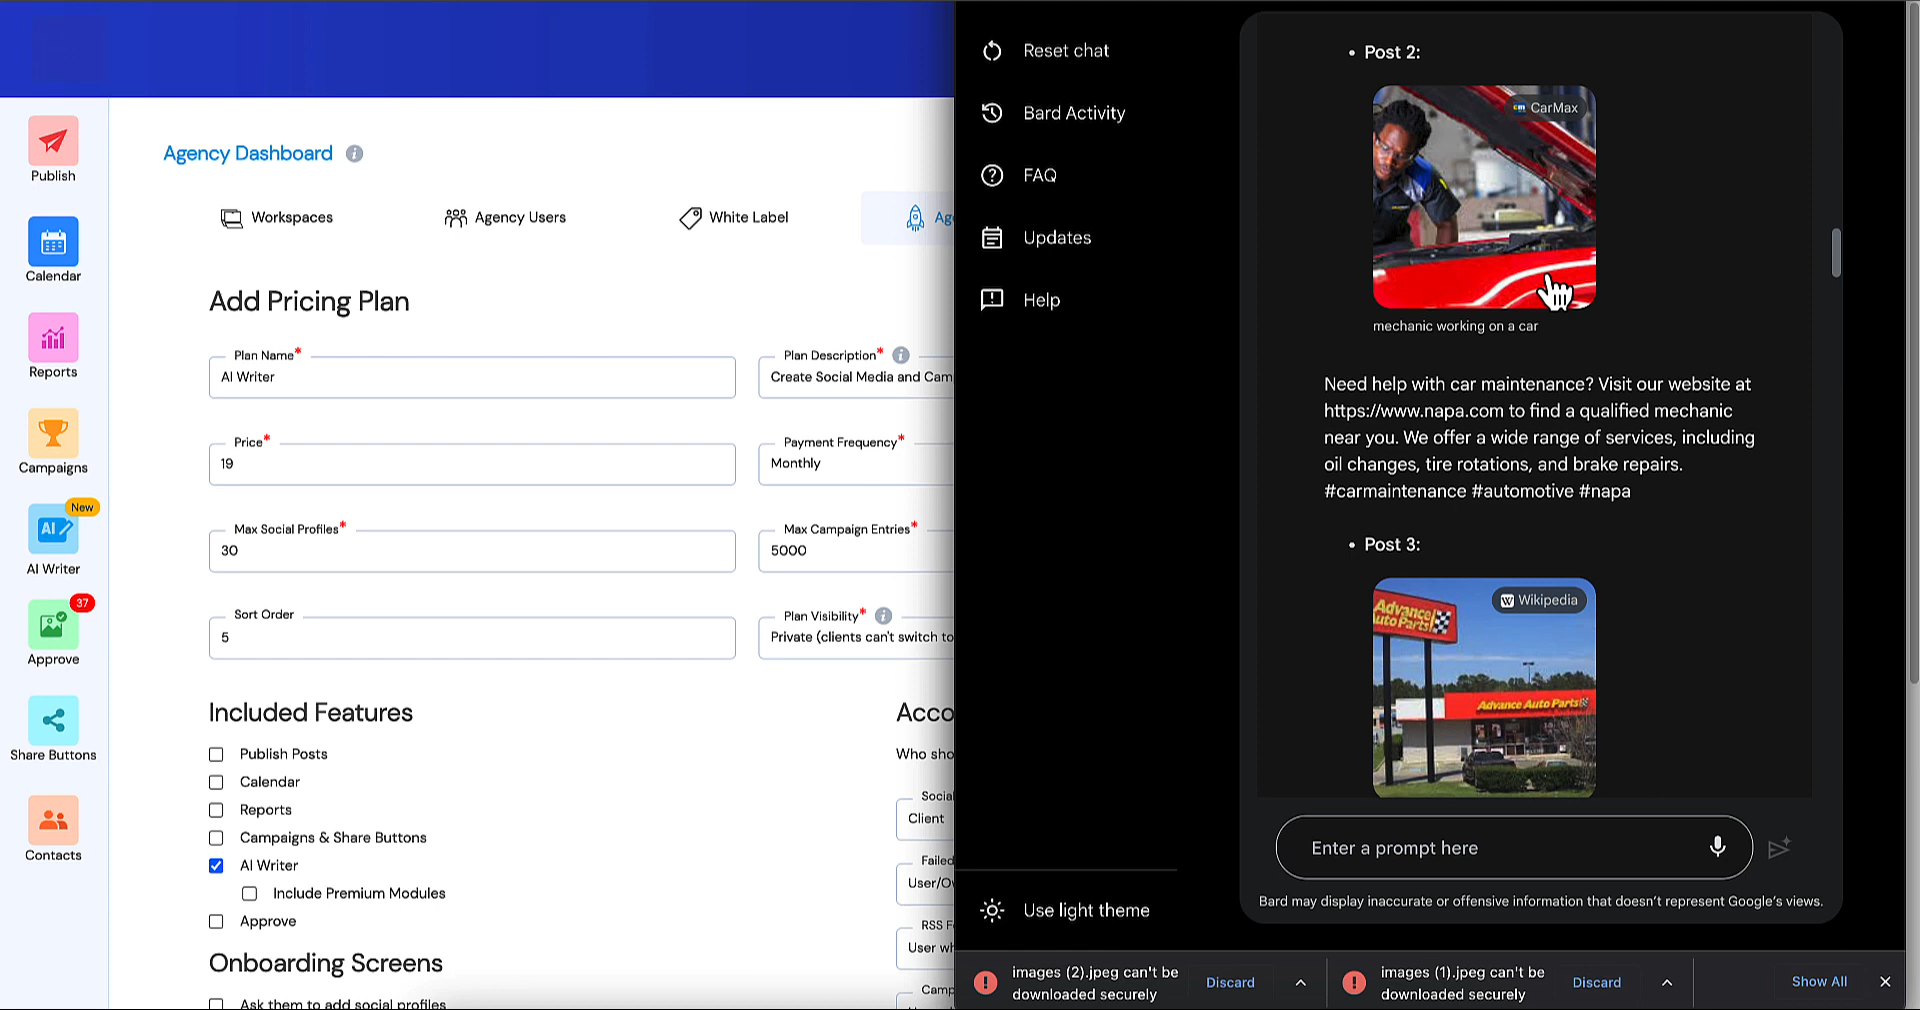 Publish
Calendar
Reports
Campaigns
New
AI
AI Writer
37
Approve
Share Buttons
Contacts
Agency Dashboard
Workspaces
Agency Users
White Label
Add Pricing Plan
Plan Name*
AI Writer
Plan Description*
Create Social Media and Cam
Price*
19
Payment Frequency*
Monthly
Max Social Profiles*
30
Max Campaign Entries*
5000
Sort Order
5
Plan Visibility*
Private (clients can't switch to
Included Features
Publish Posts
Calendar
Reports
Campaigns & Share Buttons
AI Writer
Include Premium Modules
Approve
Onboarding Screens
Ask them to add social profiles
Acco
Who sho
Social
Client
Failed
User/O
RSS F
User wh
Camp
Reset chat
Bard Activity
FAQ
Updates
Help
Use light theme
• Post 2:
CarMax
mechanic working on a car
Need help with car maintenance? Visit our website at
https://www.napa.com to find a qualified mechanic
near you. We offer a wide range of services, including
oil changes, tire rotations, and brake repairs.
#carmaintenance #automotive #napa
• Post 3:
W Wikipedia
Advance
Auto Parts
Advance Auto Parts
Enter a prompt here
Bard may display inaccurate or offensive information that doesn't represent Google's views.
images (2).jpeg can't be
downloaded securely
Discard
images (1).jpeg can't be
downloaded securely
Discard
Show All